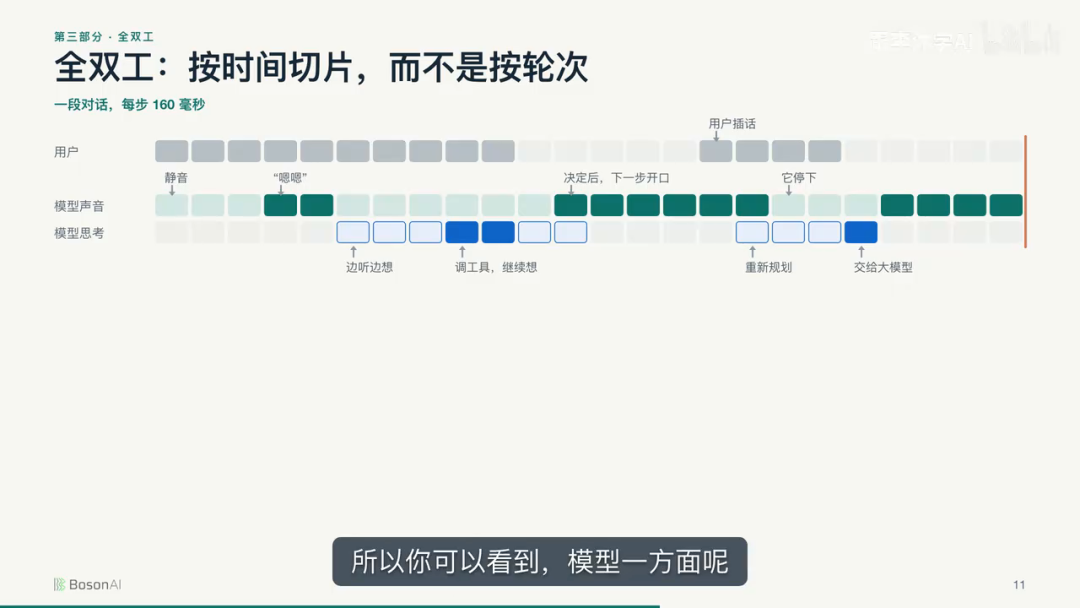 第三部分 · 全双工
全双工：按时间切片，而不是按轮次
一段对话，每步 160 毫秒
用户插话
用户
静音
“嗯嗯”
决定后，下一步开口
它停下
模型声音
模型思考
边听边想
调工具，继续想
重新规划
交给大模型
所以你可以看到，模型一方面呢
BosonAI
11